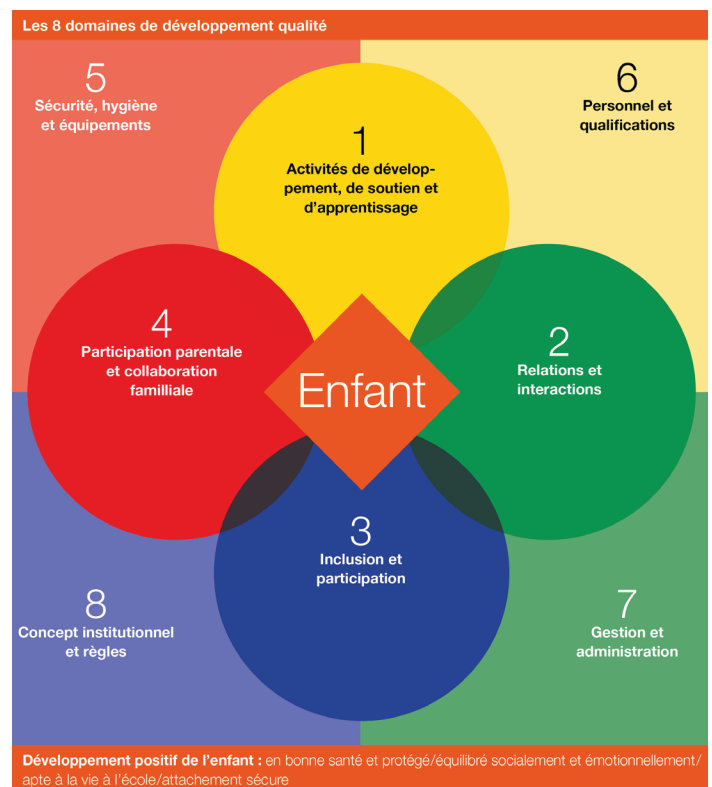 Les 8 domaines de développement qualité
5
Sécurité, hygiène
et équipements
6
Personnel et
qualifications
1
Activités de dévelop-
pement, de soutien et
d'apprentissage
4
Participation parentale
et collaboration
familliale
2
Relations et
interactions
Enfant
3
Inclusion et
participation
8
Concept institutionnel
et règles
7
Gestion et
administration
Développement positif de l'enfant : en bonne santé et protégé/équilibré socialement et émotionnellement/
apte à la vie à l'école/attachement sécure